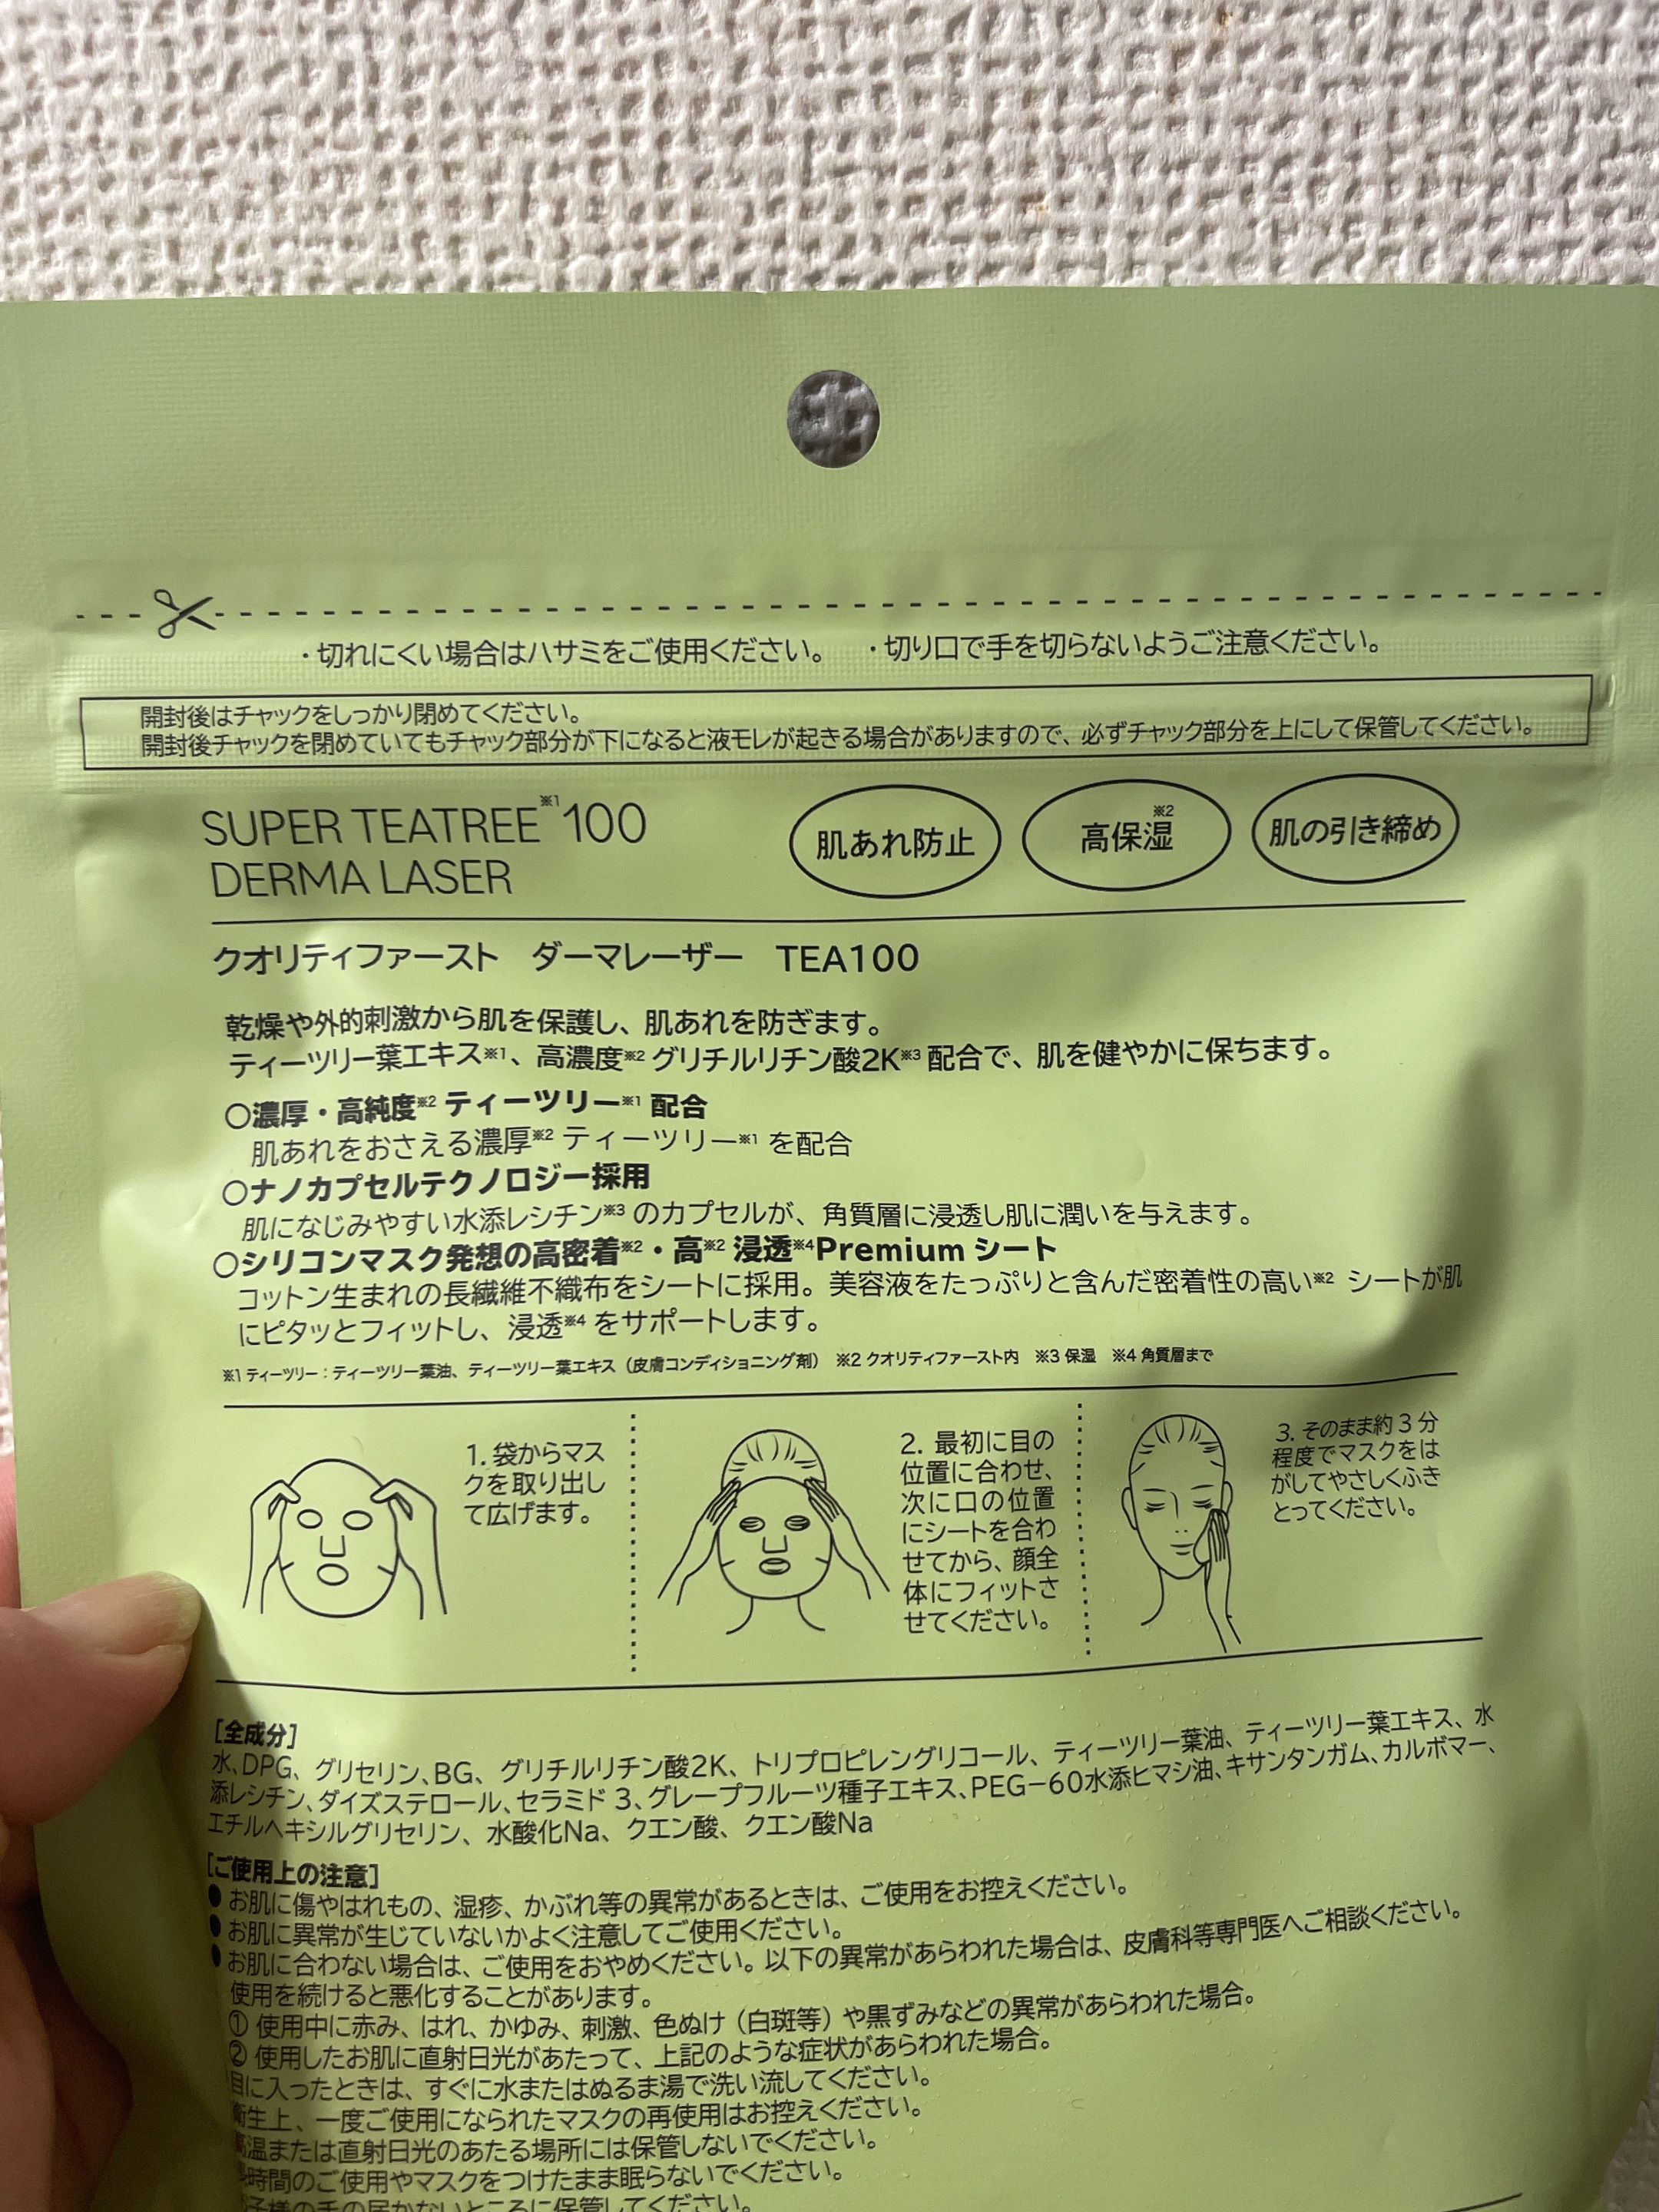 ・切れにくい場合はハサミをご使用ください。 ・切り口で手を切らないようご注意ください。
開封後はチャックをしっかり閉めてください。
開封後チャックを閉めていてもチャック部分が下になると液モレが起きる場合がありますので、必ずチャック部分を上にして保管してください。
SUPER TEATREE※1 100
DERMA LASER
肌あれ防止
高保湿※2
肌の引き締め
クオリティファースト ダーマレーザー TEA100
乾燥や外的刺激から肌を保護し、肌あれを防ぎます。
ティーツリー葉エキス※1、高濃度※2 グリチルリチン酸2K※3 配合で、肌を健やかに保ちます。
○濃厚・高純度※2 ティーツリー※1 配合
肌あれをおさえる濃厚※2 ティーツリー※1 を配合
○ナノカプセルテクノロジー採用
肌になじみやすい水添レシチン※3 のカプセルが、角質層に浸透し肌に潤いを与えます。
○シリコンマスク発想の高密着※2・高※2 浸透※4Premium シート
コットン生まれの長繊維不織布をシートに採用。美容液をたっぷりと含んだ密着性の高い※2 シートが肌
にピタッとフィットし、浸透※4 をサポートします。
※1 ティーツリー：ティーツリー葉油、ティーツリー葉エキス（皮膚コンディショニング剤） ※2 クオリティファースト内 ※3 保湿 ※4 角質層まで
1. 袋からマス
クを取り出し
て広げます。
2. 最初に目の
位置に合わせ、
次に口の位置
にシートを合わ
せてから、顔全
体にフィットさ
せてください。
3. そのまま約 3 分
程度でマスクをは
がしてやさしくふき
とってください。
[全成分]
水、DPG、グリセリン、BG、グリチルリチン酸2K、トリプロピレングリコール、ティーツリー葉油、ティーツリー葉エキス、水
添レシチン、ダイズステロール、セラミド 3、グレープフルーツ種子エキス、PEG－60水添ヒマシ油、キサンタンガム、カルボマー、
エチルヘキシルグリセリン、水酸化Na、クエン酸、クエン酸Na
[ご使用上の注意]
● お肌に傷やはれもの、湿疹、かぶれ等の異常があるときは、ご使用をお控えください。
● お肌に異常が生じていないかよく注意してご使用ください。
● お肌に合わない場合は、ご使用をおやめください。以下の異常があらわれた場合は、皮膚科等専門医へご相談ください。
使用を続けると悪化することがあります。
① 使用中に赤み、はれ、かゆみ、刺激、色ぬけ（白斑等）や黒ずみなどの異常があらわれた場合。
② 使用したお肌に直射日光があたって、上記のような症状があらわれた場合。
目に入ったときは、すぐに水またはぬるま湯で洗い流してください。
衛生上、一度ご使用になられたマスクの再使用はお控えください。
温または直射日光のあたる場所には保管しないでください。
時間のご使用やマスクをつけたまま眠らないでください。
子様の手の届かないところに保管してください。